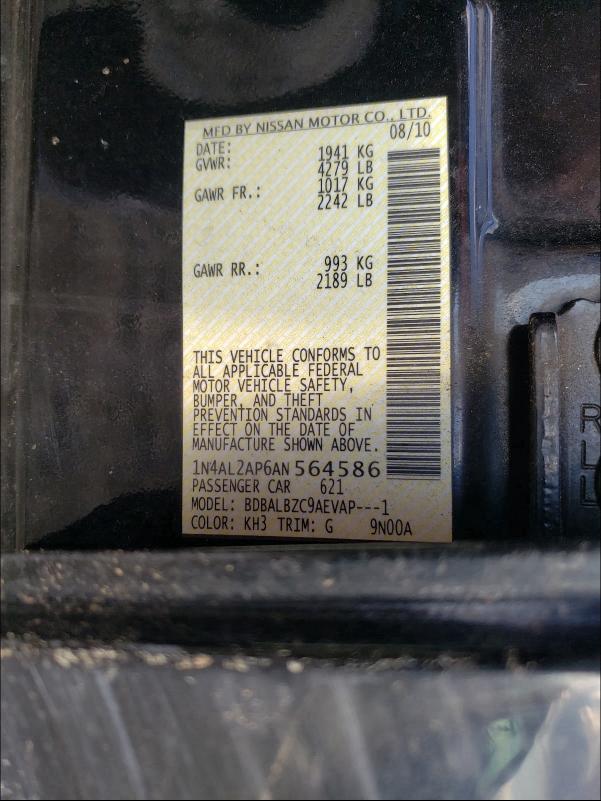 MFD BY NISSAN MOTOR CO., LTD.
DATE: 08/10
GVWR: 1941 KG
4279 LB
GAWR FR.: 1017 KG
2242 LB
GAWR RR.: 993 KG
2189 LB
THIS VEHICLE CONFORMS TO
ALL APPLICABLE FEDERAL
MOTOR VEHICLE SAFETY,
BUMPER, AND THEFT
PREVENTION STANDARDS IN
EFFECT ON THE DATE OF
MANUFACTURE SHOWN ABOVE.
1N4AL2AP6AN564586
PASSENGER CAR 621
MODEL: BDBALBZC9AEVAP---1
COLOR: KH3 TRIM: G 9N00A